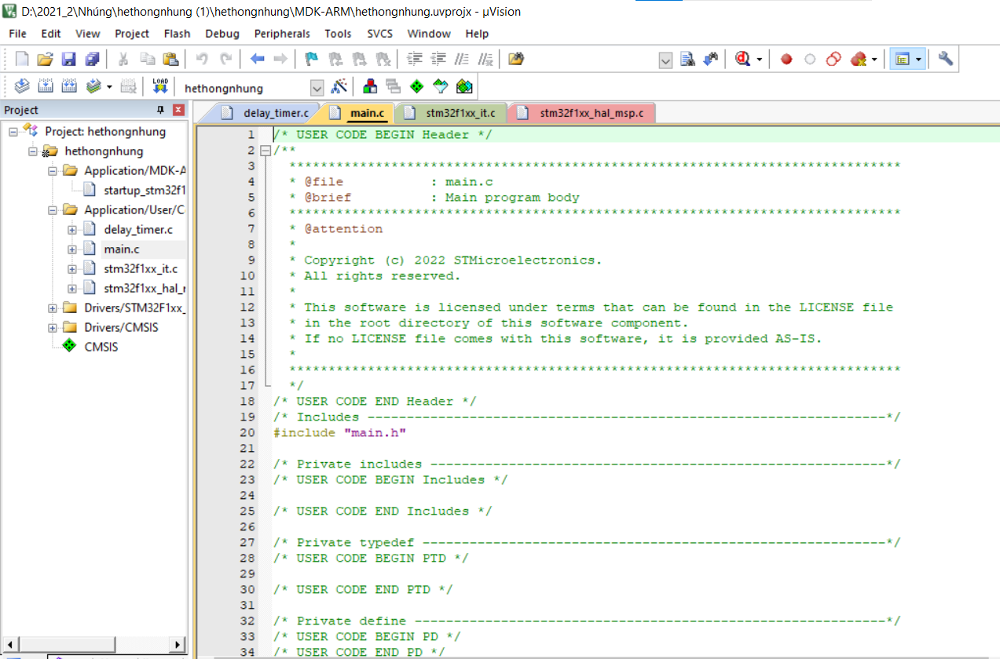 D:\2021_2\Nhúng\hethongnhung (1)\hethongnhung\MDK-ARM\hethongnhung.uvprojx - µVision
File Edit View Project Flash Debug Peripherals Tools SVCS Window Help
LOAD hethongnhung
Project
Project: hethongnhung
hethongnhung
Application/MDK-A
startup_stm32f1
Application/User/C
delay_timer.c
main.c
stm32f1xx_it.c
stm32f1xx_hal_r
Drivers/STM32F1xx_
Drivers/CMSIS
CMSIS
delay_timer.c main.c stm32f1xx_it.c stm32f1xx_hal_msp.c
1 /* USER CODE BEGIN Header */
2 /**
3 ******************************************************************************
4 * @file : main.c
5 * @brief : Main program body
6 ******************************************************************************
7 * @attention
8 *
9 * Copyright (c) 2022 STMicroelectronics.
10 * All rights reserved.
11 *
12 * This software is licensed under terms that can be found in the LICENSE file
13 * in the root directory of this software component.
14 * If no LICENSE file comes with this software, it is provided AS-IS.
15 *
16 ******************************************************************************
17 */
18 /* USER CODE END Header */
19 /* Includes ------------------------------------------------------------------*/
20 #include "main.h"
21
22 /* Private includes ----------------------------------------------------------*/
23 /* USER CODE BEGIN Includes */
24
25 /* USER CODE END Includes */
26
27 /* Private typedef -----------------------------------------------------------*/
28 /* USER CODE BEGIN PTD */
29
30 /* USER CODE END PTD */
31
32 /* Private define ------------------------------------------------------------*/
33 /* USER CODE BEGIN PD */
34 /* USER CODE END PD */